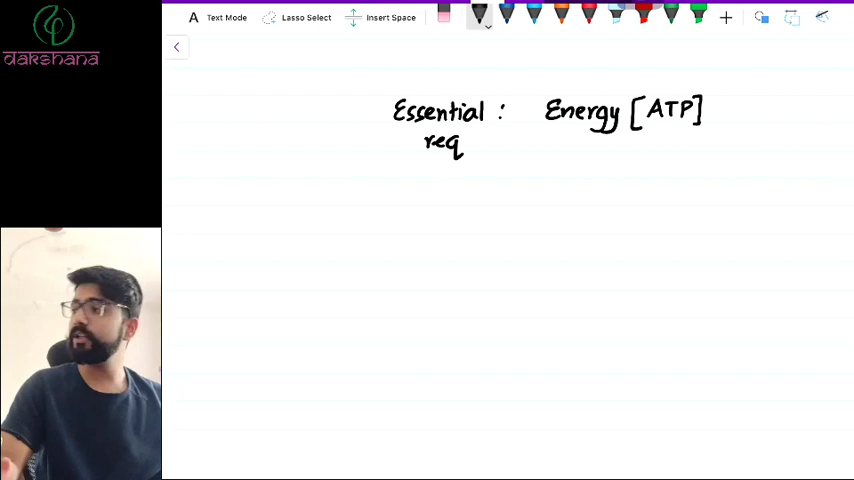 dakshana
A Text Mode
Lasso Select
Insert Space
Essential : Energy [ATP]
req